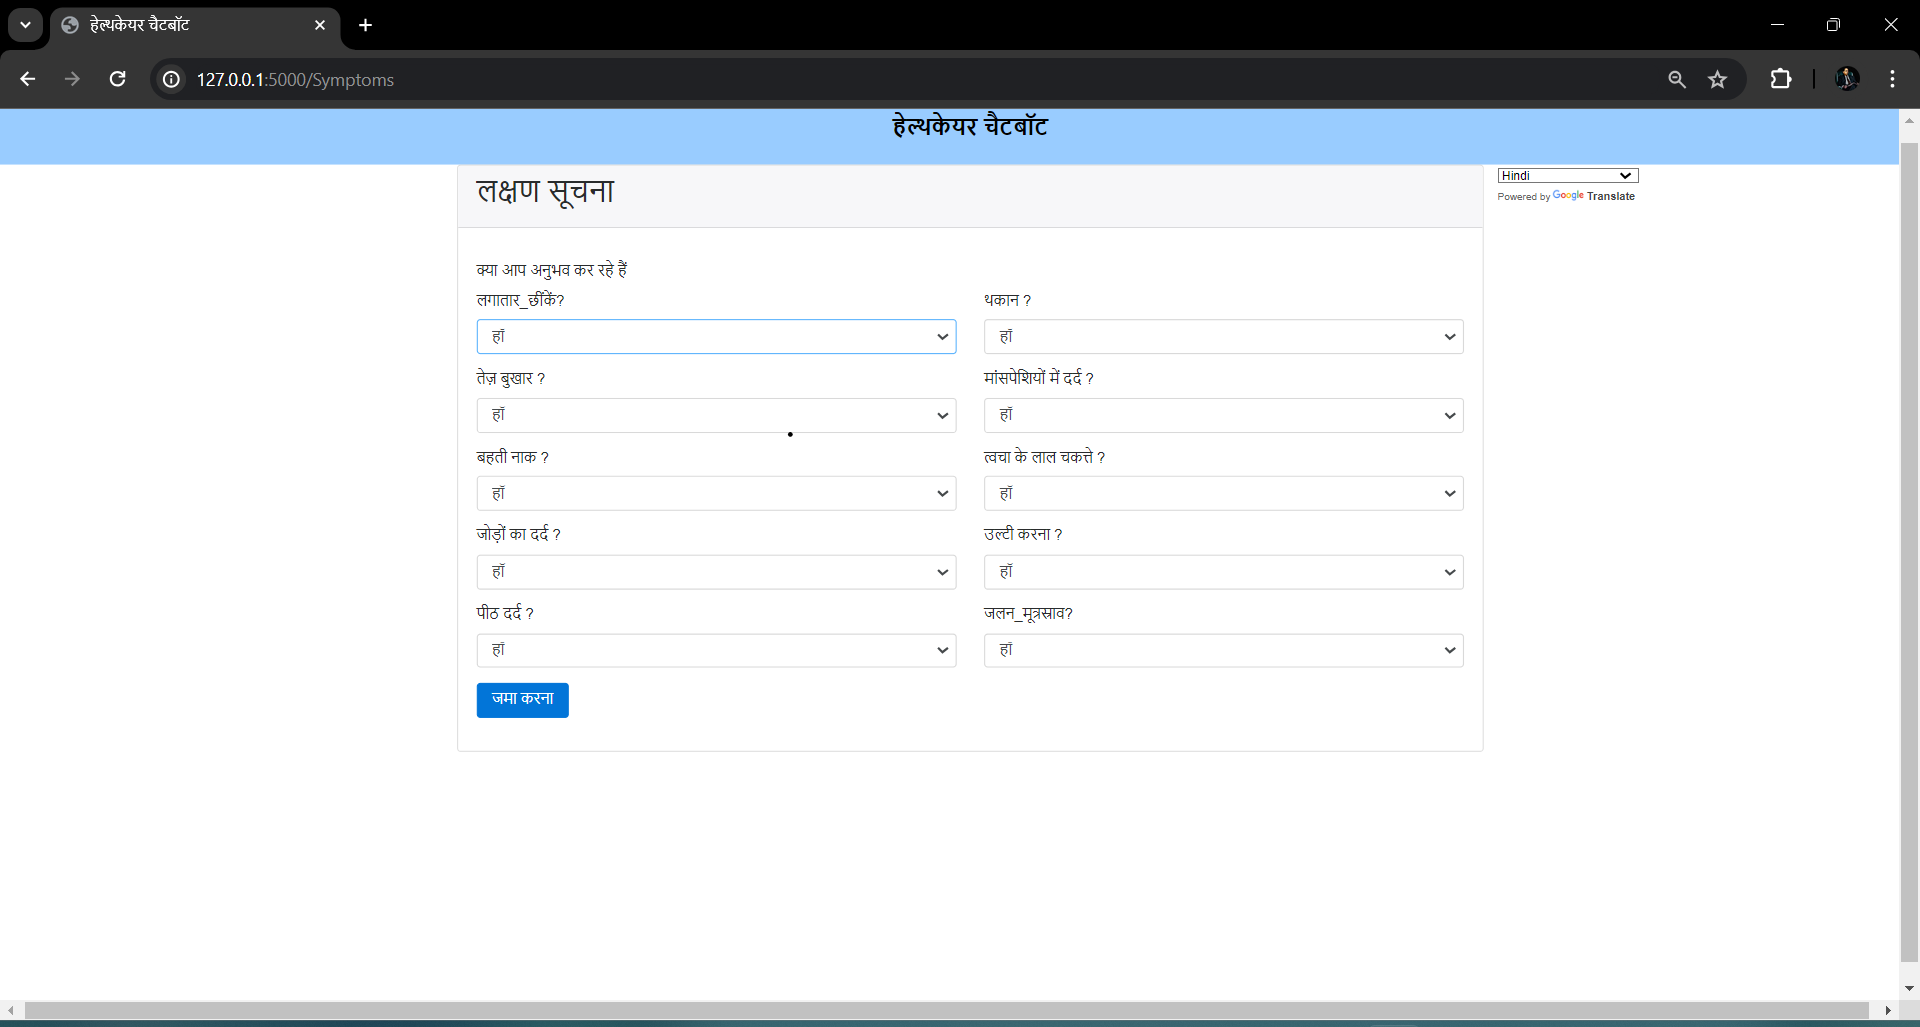 हेल्थकेयर चैटबॉट
127.0.0.1:5000/Symptoms
हेल्थकेयर चैटबॉट
Hindi
Powered by Google Translate
लक्षण सूचना
क्या आप अनुभव कर रहे हैं
लगातार_छींकें?
हाँ
थकान ?
हाँ
तेज़ बुखार ?
हाँ
मांसपेशियों में दर्द ?
हाँ
बहती नाक ?
हाँ
त्वचा के लाल चकत्ते ?
हाँ
जोड़ों का दर्द ?
हाँ
उल्टी करना ?
हाँ
पीठ दर्द ?
हाँ
जलन_मूत्रस्राव?
हाँ
जमा करना